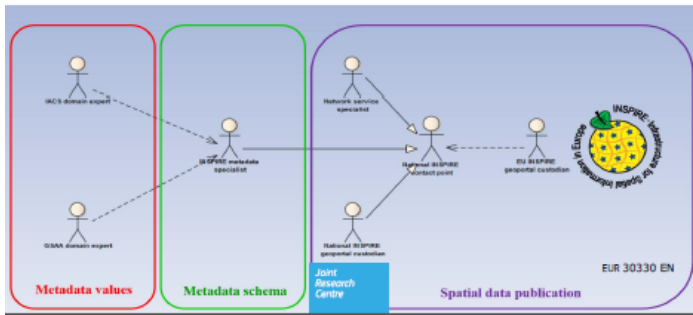 IACS domain expert
GSAA domain expert
Metadata values
INSPIRE metadata
specialist
Metadata schema
Network service
specialist
National INSPIRE
contact point
National INSPIRE
geoportal custodian
EU INSPIRE
geoportal custodian
INSPIRE- Infrastructure for Spatial Information in Europe
EUR 30330 EN
Joint
Research
Centre
Spatial data publication